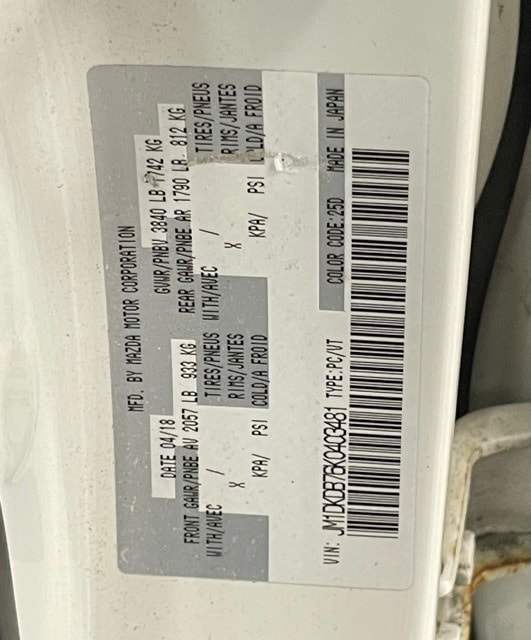 MFD. BY MAZDA MOTOR CORPORATION
DATE 04/18 GVWR/PNBV 3840 LB 1742 KG
FRONT GAWR/PNBE AV 2057 LB 933 KG REAR GAWR/PNBE AR 1790 LB 812 KG
WITH/AVEC / TIRES/PNEUS WITH/AVEC / TIRES/PNEUS
X RIMS/JANTES X RIMS/JANTES
KPA/ PSI COLD/A FROID KPA/ PSI COLD/A FROID
COLOR CODE:25D MADE IN JAPAN
VIN: JM1DKDB76K0403481 TYPE:PC/VT